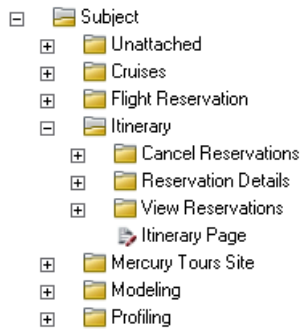 Subject
Unattached
Cruises
Flight Reservation
Itinerary
Cancel Reservations
Reservation Details
View Reservations
Itinerary Page
Mercury Tours Site
Modeling
Profiling